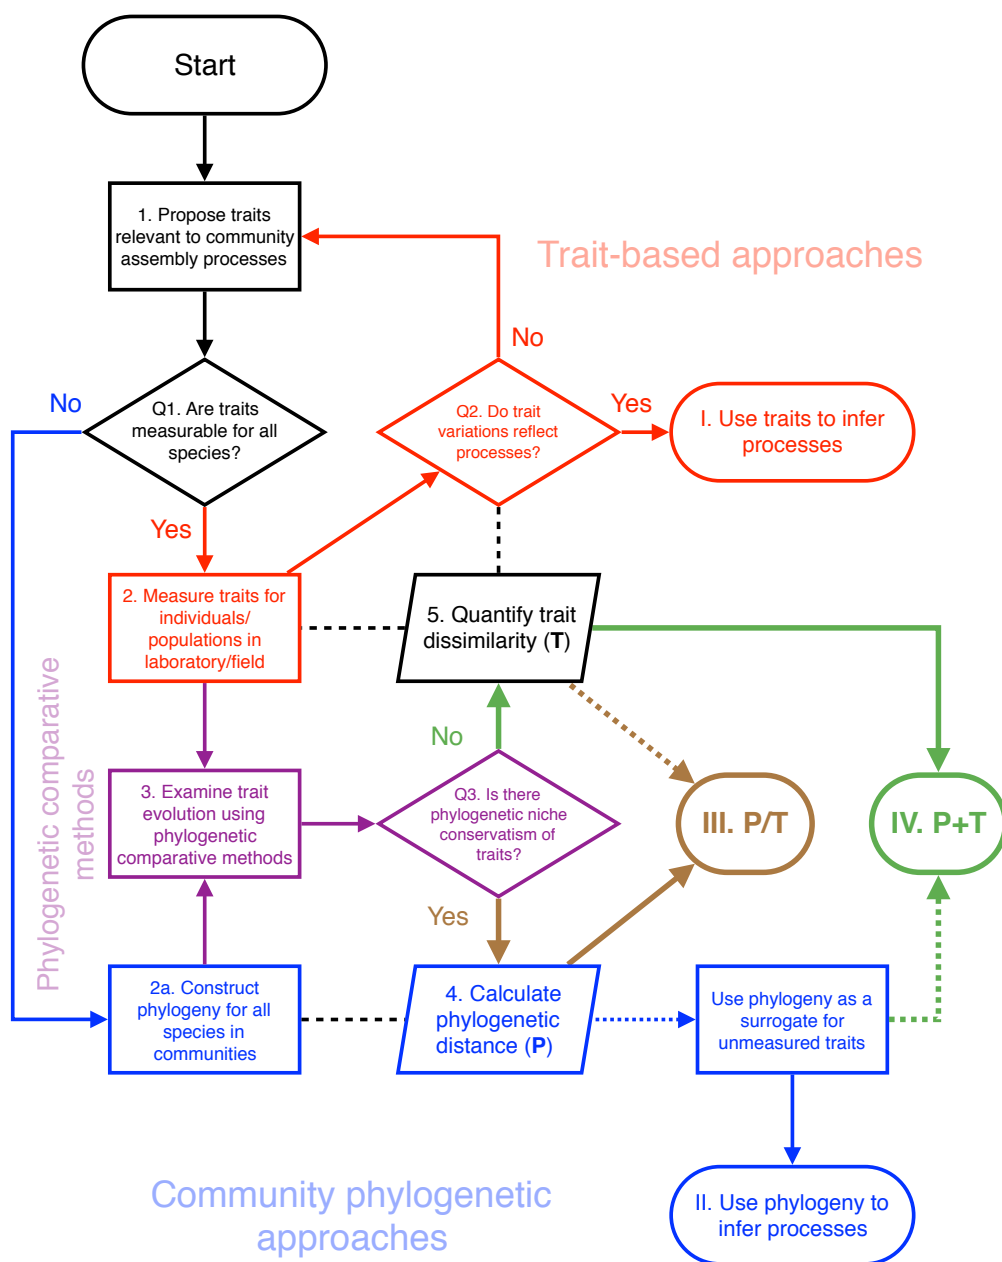 Start
1. Propose traits
relevant to community
assembly processes
Trait-based approaches
No
Q1. Are traits
measurable for all
species?
No
Q2. Do trait
variations reflect
processes?
Yes
I. Use traits to infer
processes
Yes
2. Measure traits for
individuals/
populations in
laboratory/field
5. Quantify trait
dissimilarity (T)
Phylogenetic comparative
methods
No
3. Examine trait
evolution using
phylogenetic
comparative methods
Q3. Is there
phylogenetic niche
conservatism of
traits?
III. P/T
IV. P+T
Yes
2a. Construct
phylogeny for all
species in
communities
4. Calculate
phylogenetic
distance (P)
Use phylogeny as a
surrogate for
unmeasured traits
Community phylogenetic
approaches
II. Use phylogeny to
infer processes